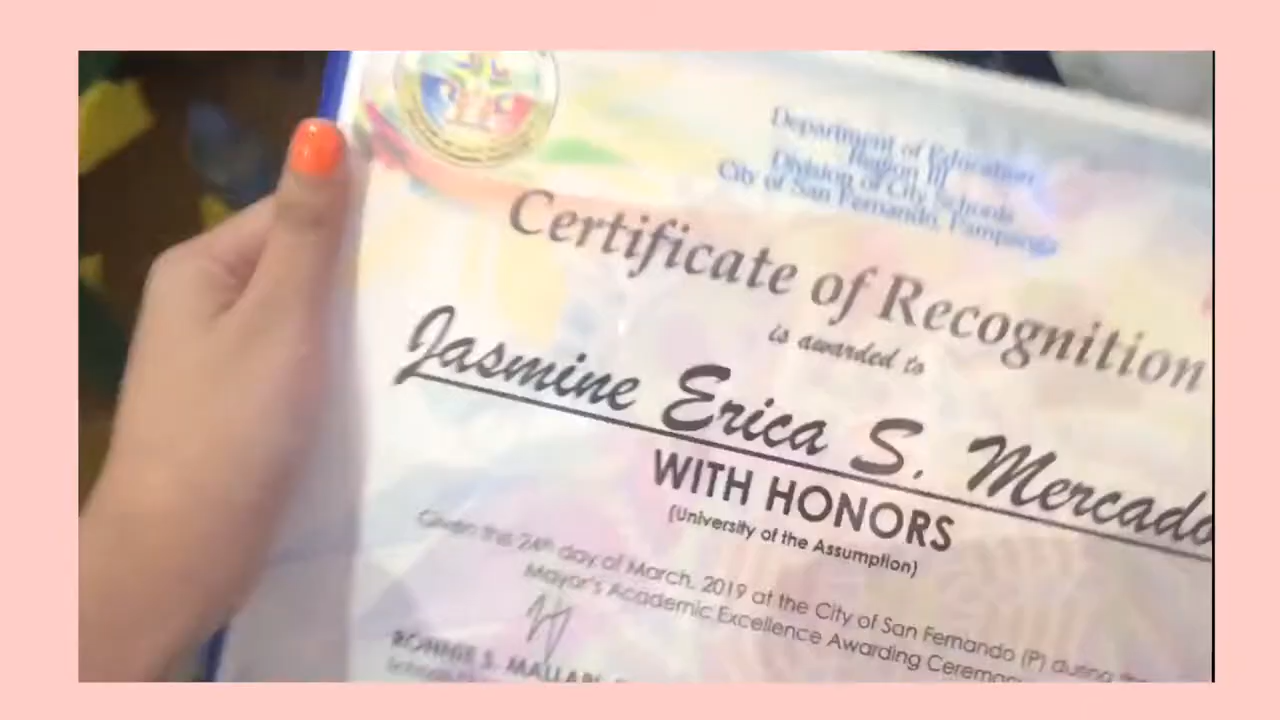 Department of Education
Region III
Division of City Schools
City of San Fernando, Pampanga
Certificate of Recognition
is awarded to
Jasmine Erica S. Mercado
WITH HONORS
(University of the Assumption)
Given this 24th day of March, 2019 at the City of San Fernando (P) during
Mayor's Academic Excellence Awarding
RONNIE S. MALLARI